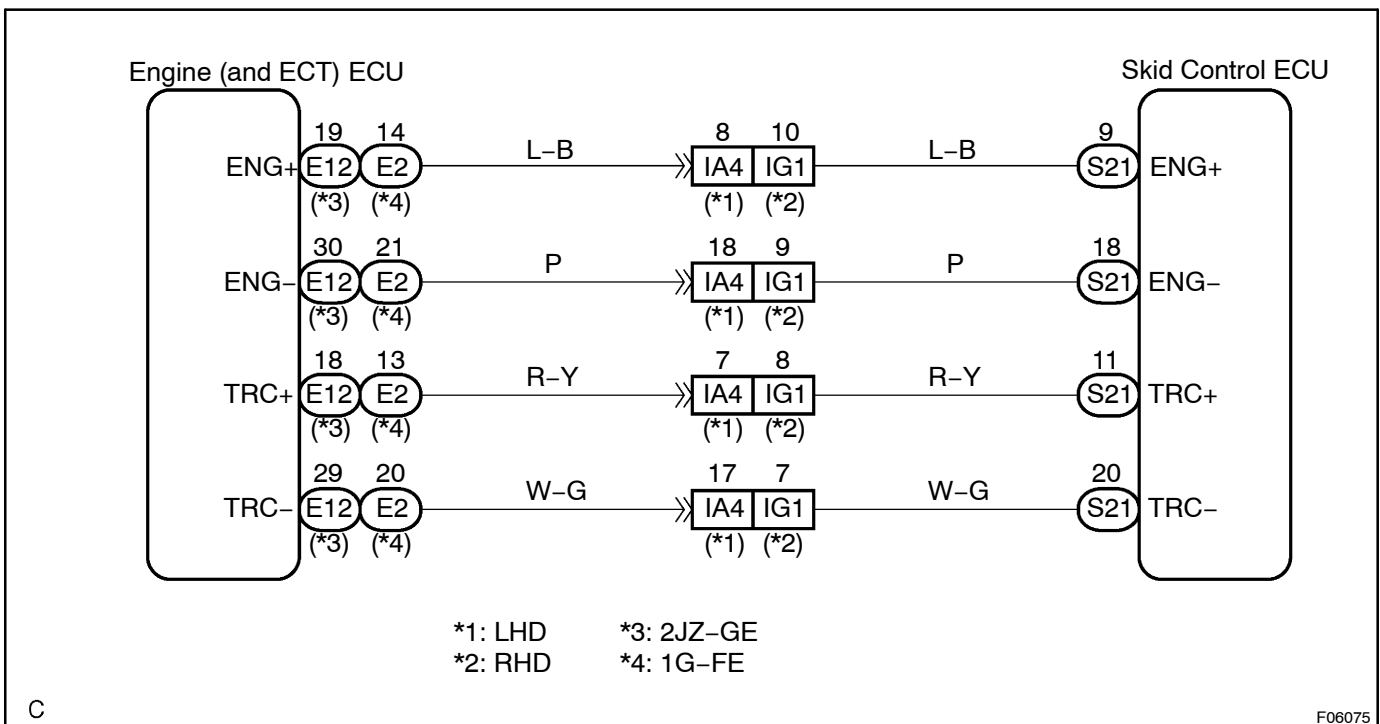 Engine (and ECT) ECU
Skid Control ECU
19 14 8 10 9
ENG+ E12 E2 L−B IA4 IG1 L−B S21 ENG+
(*3) (*4) (*1) (*2)
30 21 18 9 18
ENG− E12 E2 P IA4 IG1 P S21 ENG−
(*3) (*4) (*1) (*2)
18 13 7 8 11
TRC+ E12 E2 R−Y IA4 IG1 R−Y S21 TRC+
(*3) (*4) (*1) (*2)
29 20 17 7 20
TRC− E12 E2 W−G IA4 IG1 W−G S21 TRC−
(*3) (*4) (*1) (*2)
*1: LHD *3: 2JZ−GE
*2: RHD *4: 1G−FE
C
F06075